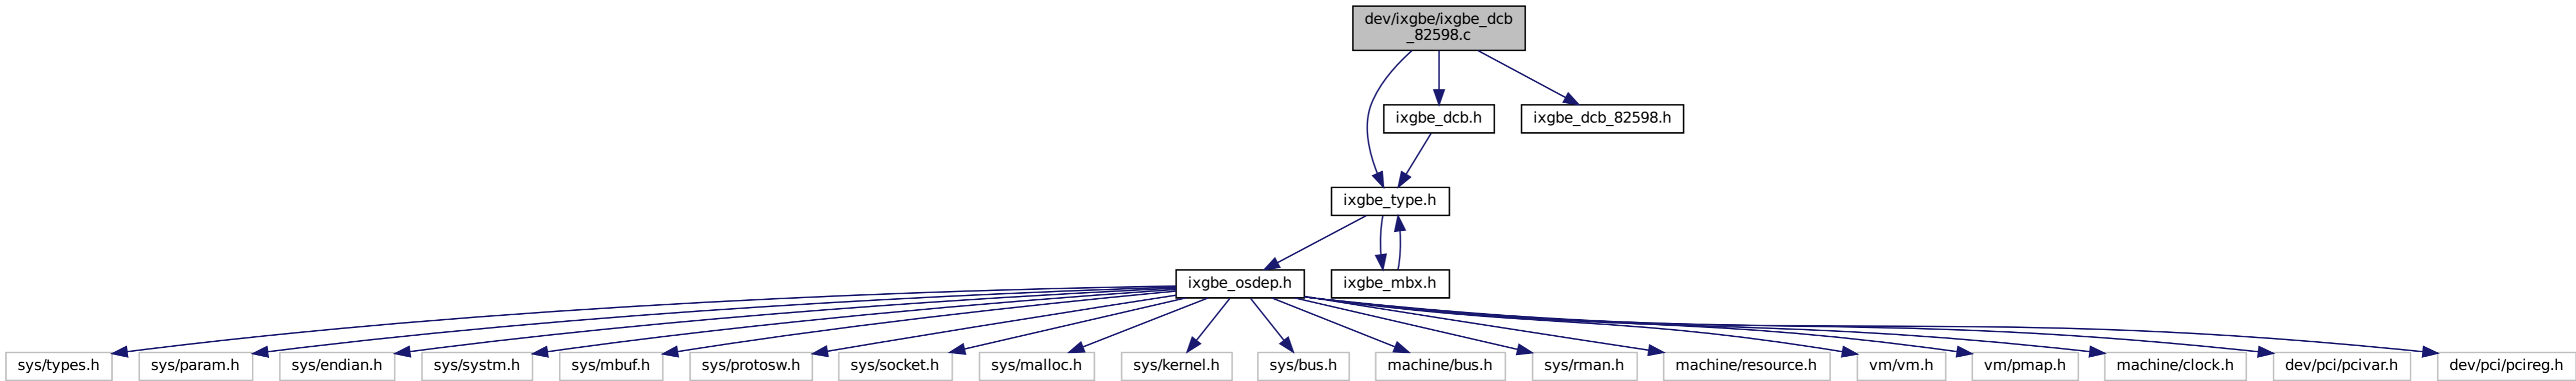 dev/ixgbe/ixgbe_dcb
_82598.c
ixgbe_dcb.h
ixgbe_dcb_82598.h
ixgbe_type.h
ixgbe_osdep.h
ixgbe_mbx.h
sys/types.h
sys/param.h
sys/endian.h
sys/systm.h
sys/mbuf.h
sys/protosw.h
sys/socket.h
sys/malloc.h
sys/kernel.h
sys/bus.h
machine/bus.h
sys/rman.h
machine/resource.h
vm/vm.h
vm/pmap.h
machine/clock.h
dev/pci/pcivar.h
dev/pci/pcireg.h